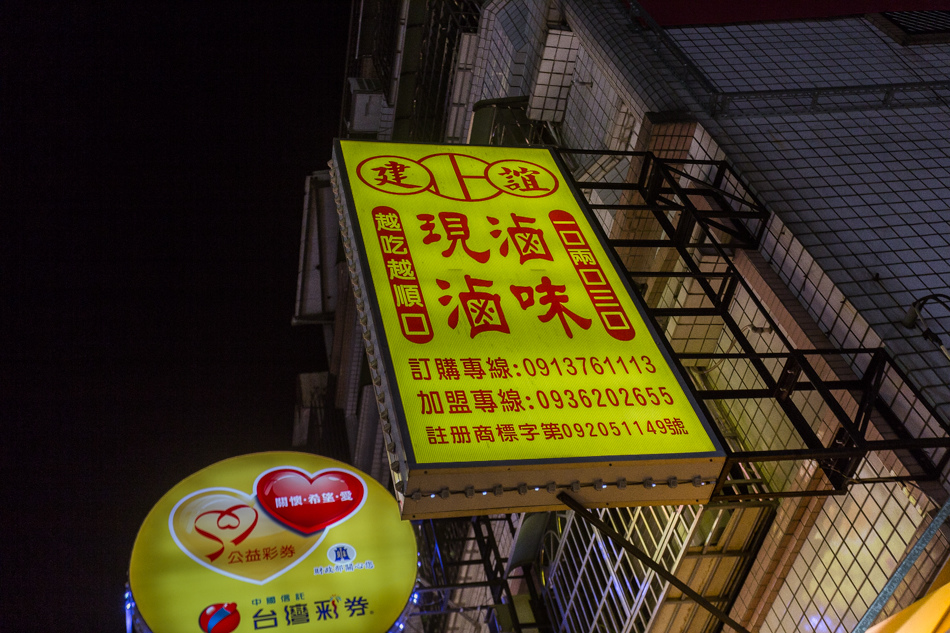 建 誼
越吃越順口
現滷
滷味
一口兩口三口
訂購專線:0913761113
加盟專線:0936202655
註册商標字第092051149號
關懷·希望·愛
公益彩券
中國信託
台灣彩券